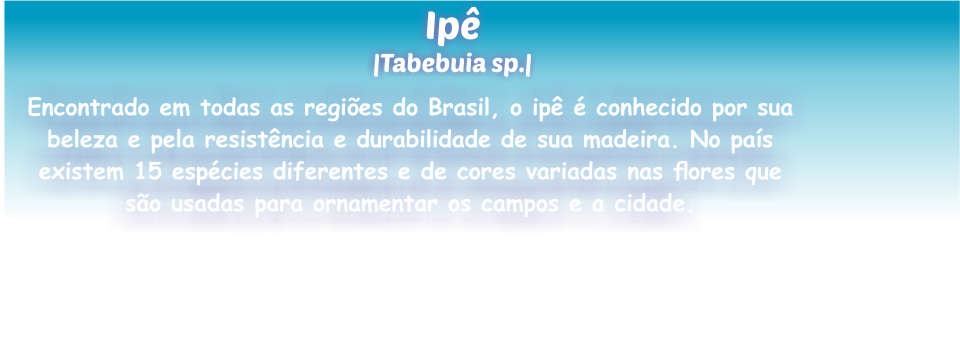 Ipê
|Tabebuia sp.|
Encontrado em todas as regiões do Brasil, o ipê é conhecido por sua
beleza e pela resistência e durabilidade de sua madeira. No país
existem 15 espécies diferentes e de cores variadas nas flores que
são usadas para ornamentar os campos e a cidade.